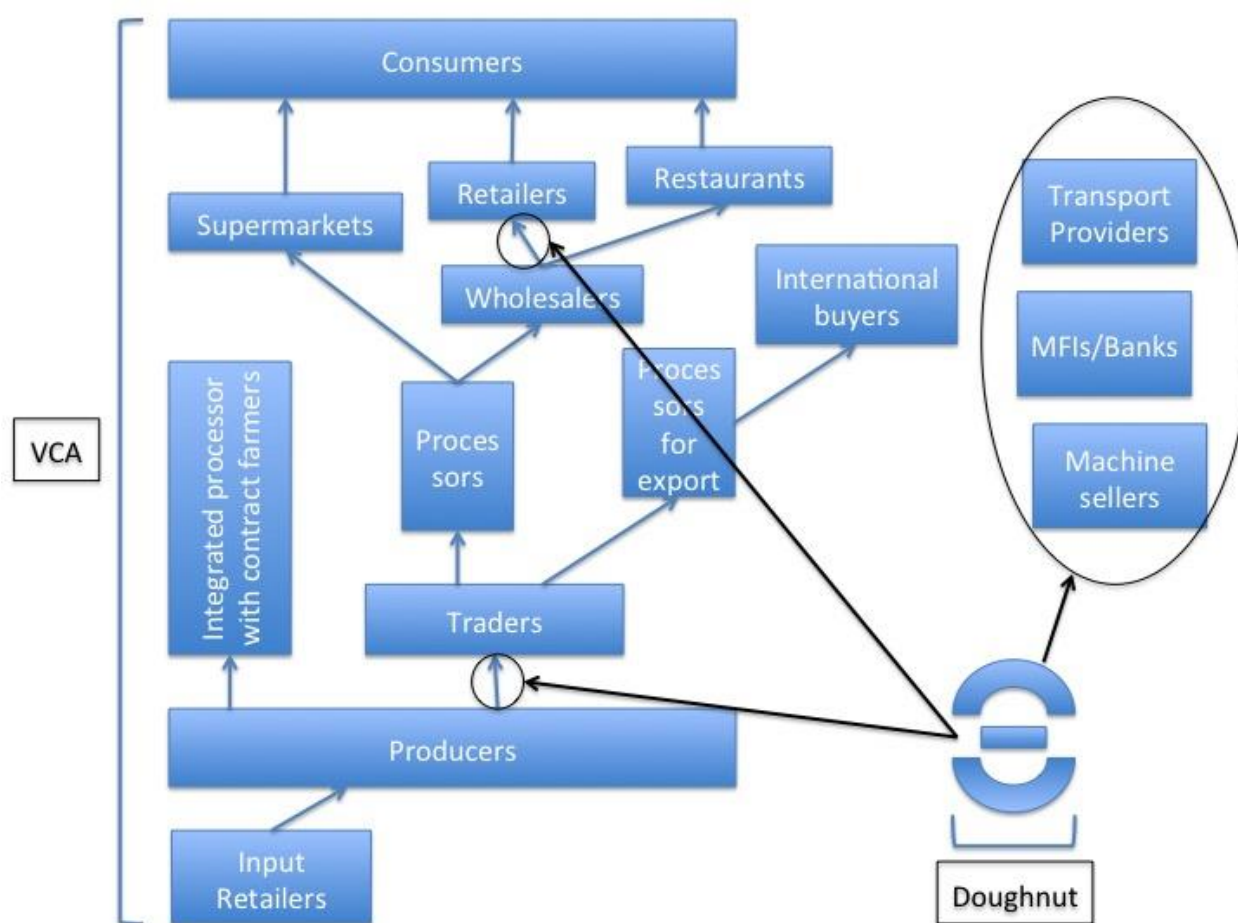 Consumers
Retailers
Restaurants
Supermarkets
Transport
Providers
Wholesalers
International
buyers
MFIs/Banks
VCA
Integrated processor
with contract farmers
Proces
sors
Proces
sors
for
export
Machine
sellers
Traders
Producers
Input
Retailers
Doughnut